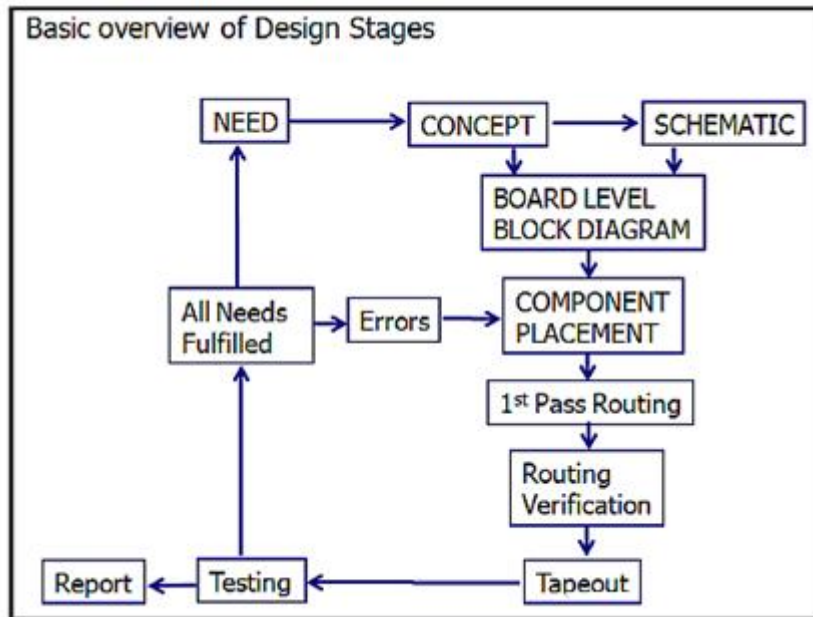 Basic overview of Design Stages
NEED
CONCEPT
SCHEMATIC
BOARD LEVEL
BLOCK DIAGRAM
All Needs
Fulfilled
Errors
COMPONENT
PLACEMENT
1st Pass Routing
Routing
Verification
Report
Testing
Tapeout